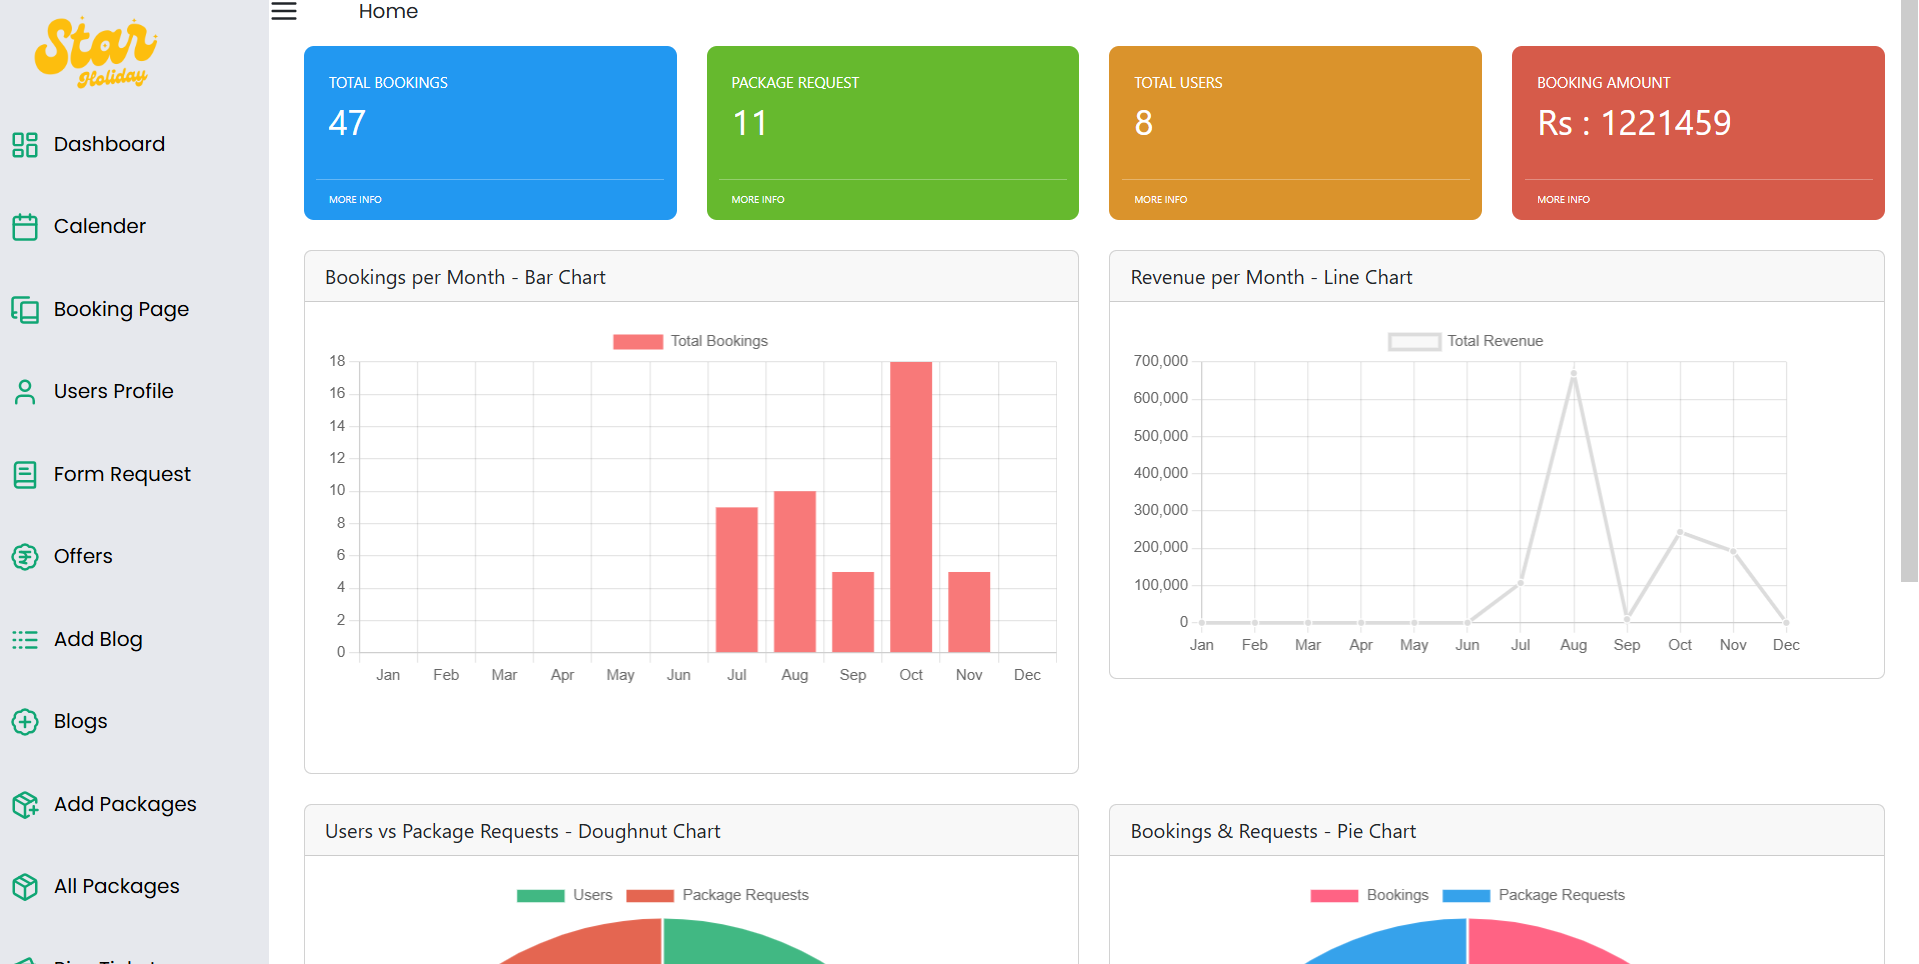 Star
Holiday
Dashboard
Calender
Booking Page
Users Profile
Form Request
Offers
Add Blog
Blogs
Add Packages
All Packages
Home
TOTAL BOOKINGS
47
MORE INFO
PACKAGE REQUEST
11
MORE INFO
TOTAL USERS
8
MORE INFO
BOOKING AMOUNT
Rs : 1221459
MORE INFO
Bookings per Month - Bar Chart
Total Bookings
18
16
14
12
10
8
6
4
2
0
Jan Feb Mar Apr May Jun Jul Aug Sep Oct Nov Dec
Revenue per Month - Line Chart
Total Revenue
700,000
600,000
500,000
400,000
300,000
200,000
100,000
0
Jan Feb Mar Apr May Jun Jul Aug Sep Oct Nov Dec
Users vs Package Requests - Doughnut Chart
Users Package Requests
Bookings & Requests - Pie Chart
Bookings Package Requests